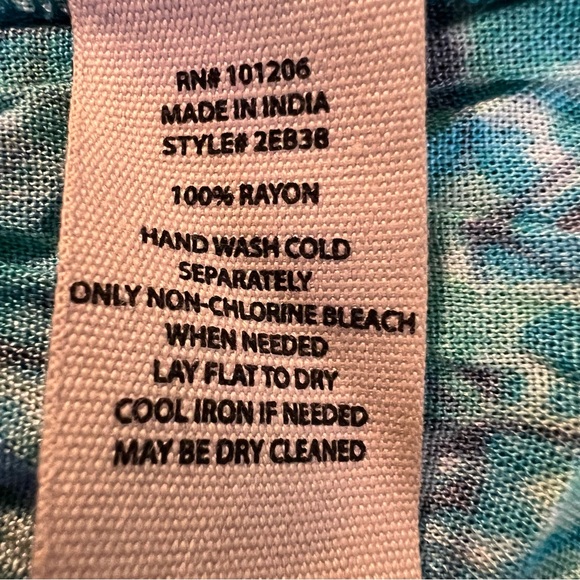 RN# 101206
MADE IN INDIA
STYLE# 2EB38
100% RAYON
HAND WASH COLD
SEPARATELY
ONLY NON-CHLORINE BLEACH
WHEN NEEDED
LAY FLAT TO DRY
COOL IRON IF NEEDED
MAY BE DRY CLEANED